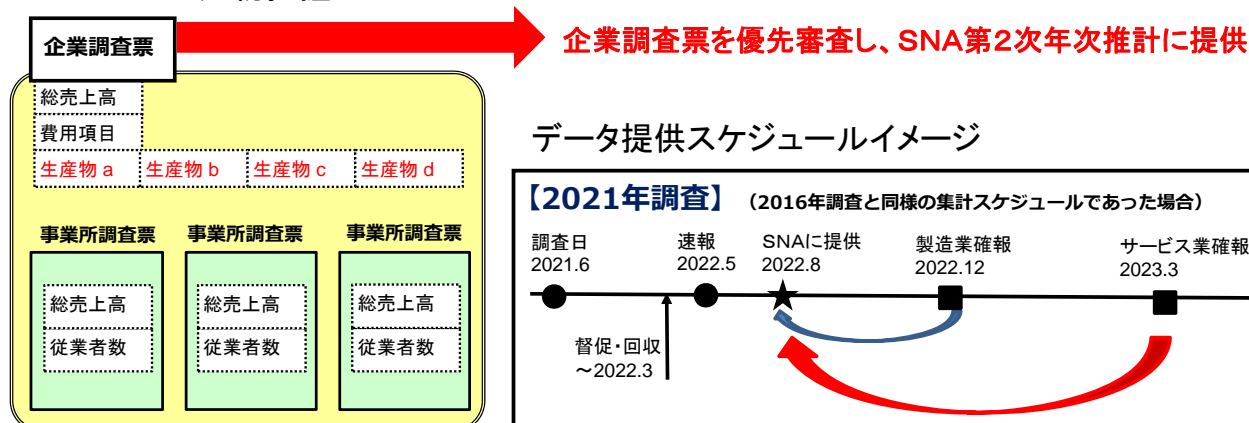 企業調査票
企業調査票を優先審査し、SNA第2次年次推計に提供
総売上高
費用項目
生産物 a 生産物 b 生産物 c 生産物 d
事業所調査票 事業所調査票 事業所調査票
総売上高 総売上高 総売上高
従業者数 従業者数 従業者数
データ提供スケジュールイメージ
【2021年調査】 (2016年調査と同様の集計スケジュールであった場合)
調査日 速報 SNAに提供 製造業確報 サービス業確報
2021.6 2022.5 2022.8 2022.12 2023.3
督促・回収
~2022.3